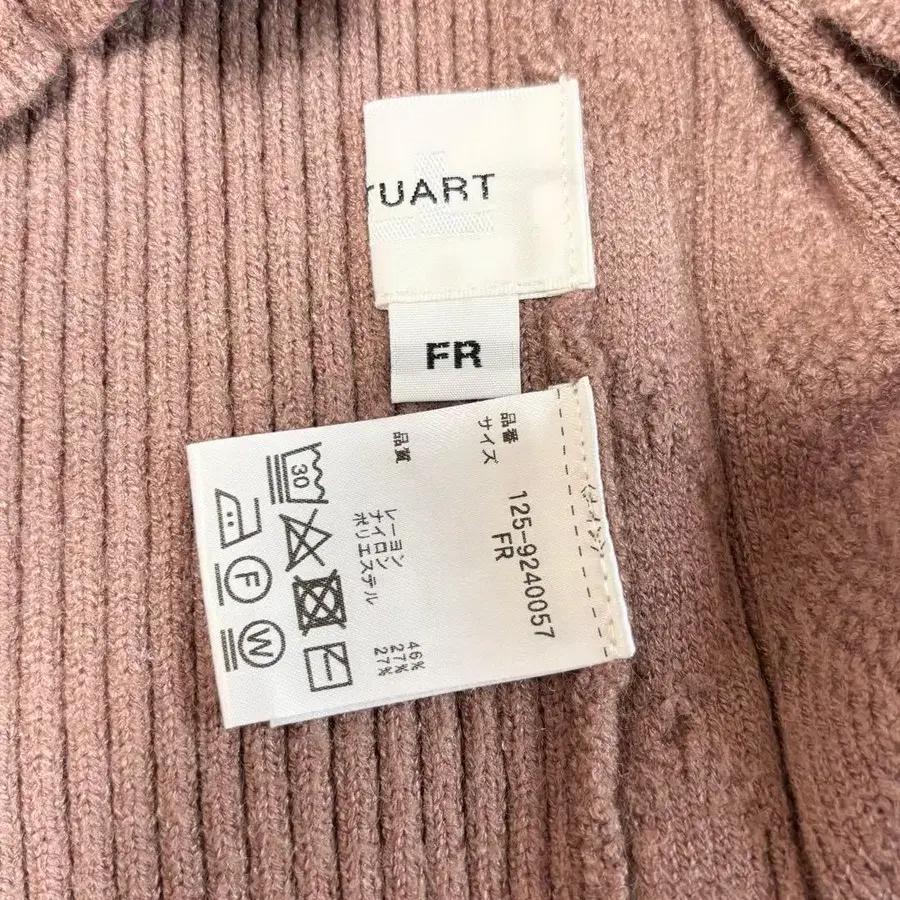 TUART
FR
品番 125-9240057
サイズ FR
品質
レーヨン 46%
ナイロン 27%
ポリエステル 27%
30
F
W